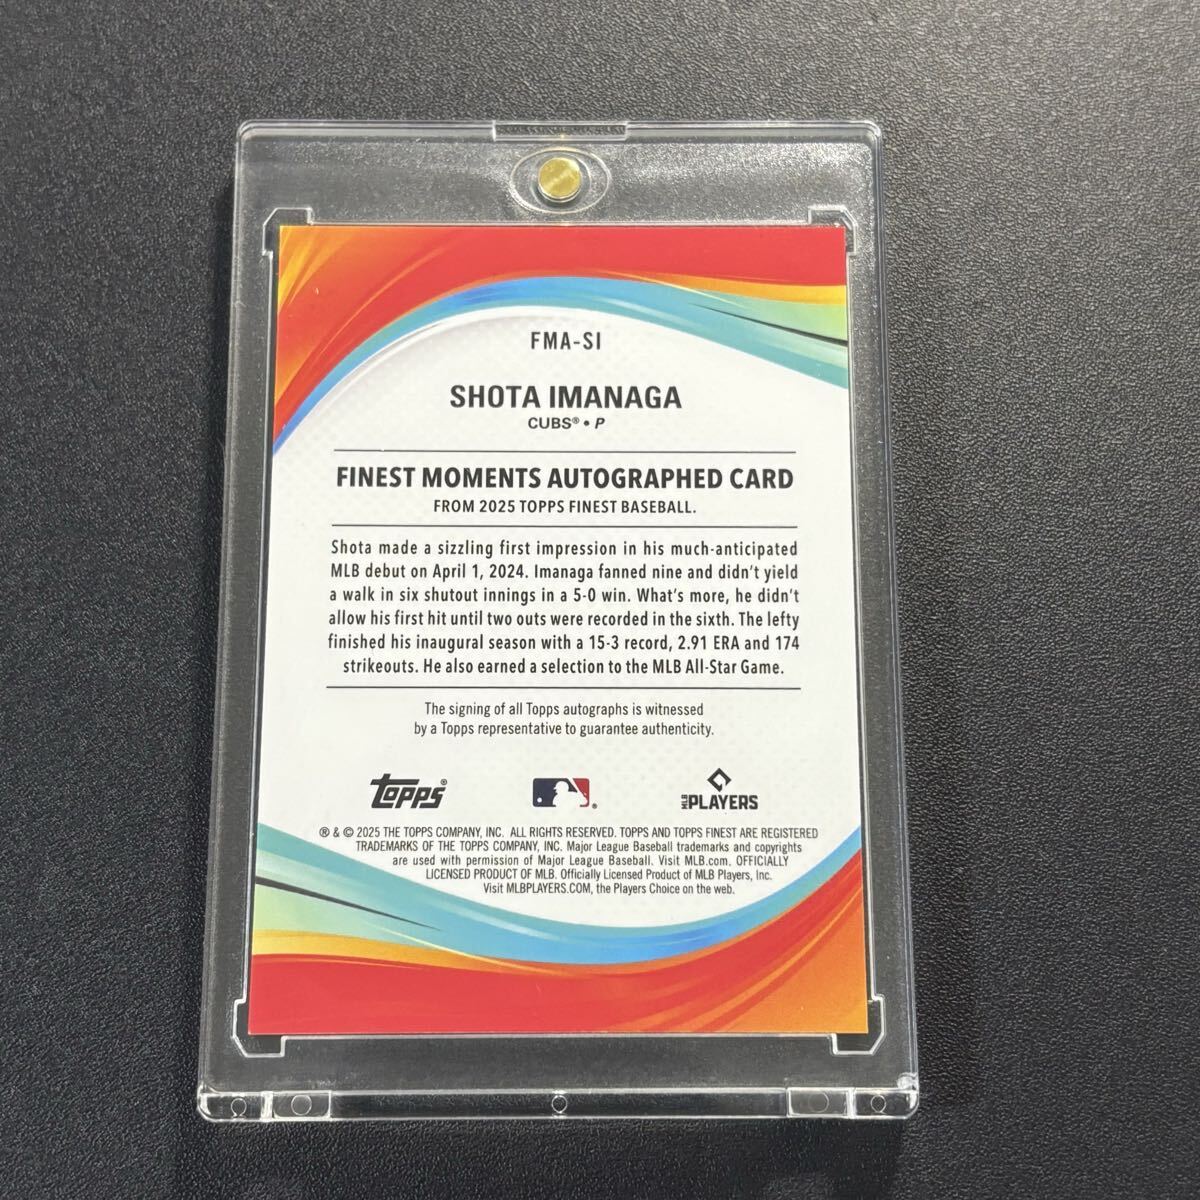 FMA-SI
SHOTA IMANAGA
CUBS® • P
FINEST MOMENTS AUTOGRAPHED CARD
FROM 2025 TOPPS FINEST BASEBALL.
Shota made a sizzling first impression in his much-anticipated
MLB debut on April 1, 2024. Imanaga fanned nine and didn't yield
a walk in six shutout innings in a 5-0 win. What's more, he didn't
allow his first hit until two outs were recorded in the sixth. The lefty
finished his inaugural season with a 15-3 record, 2.91 ERA and 174
strikeouts. He also earned a selection to the MLB All-Star Game.
The signing of all Topps autographs is witnessed
by a Topps representative to guarantee authenticity.
topps® ® MLB PLAYERS
® & © 2025 THE TOPPS COMPANY, INC. ALL RIGHTS RESERVED. TOPPS AND TOPPS FINEST ARE REGISTERED
TRADEMARKS OF THE TOPPS COMPANY, INC. Major League Baseball trademarks and copyrights
are used with permission of Major League Baseball. Visit MLB.com. OFFICIALLY
LICENSED PRODUCT OF MLB. Officially Licensed Product of MLB Players, Inc.
Visit MLBPLAYERS.COM, the Players Choice on the web.